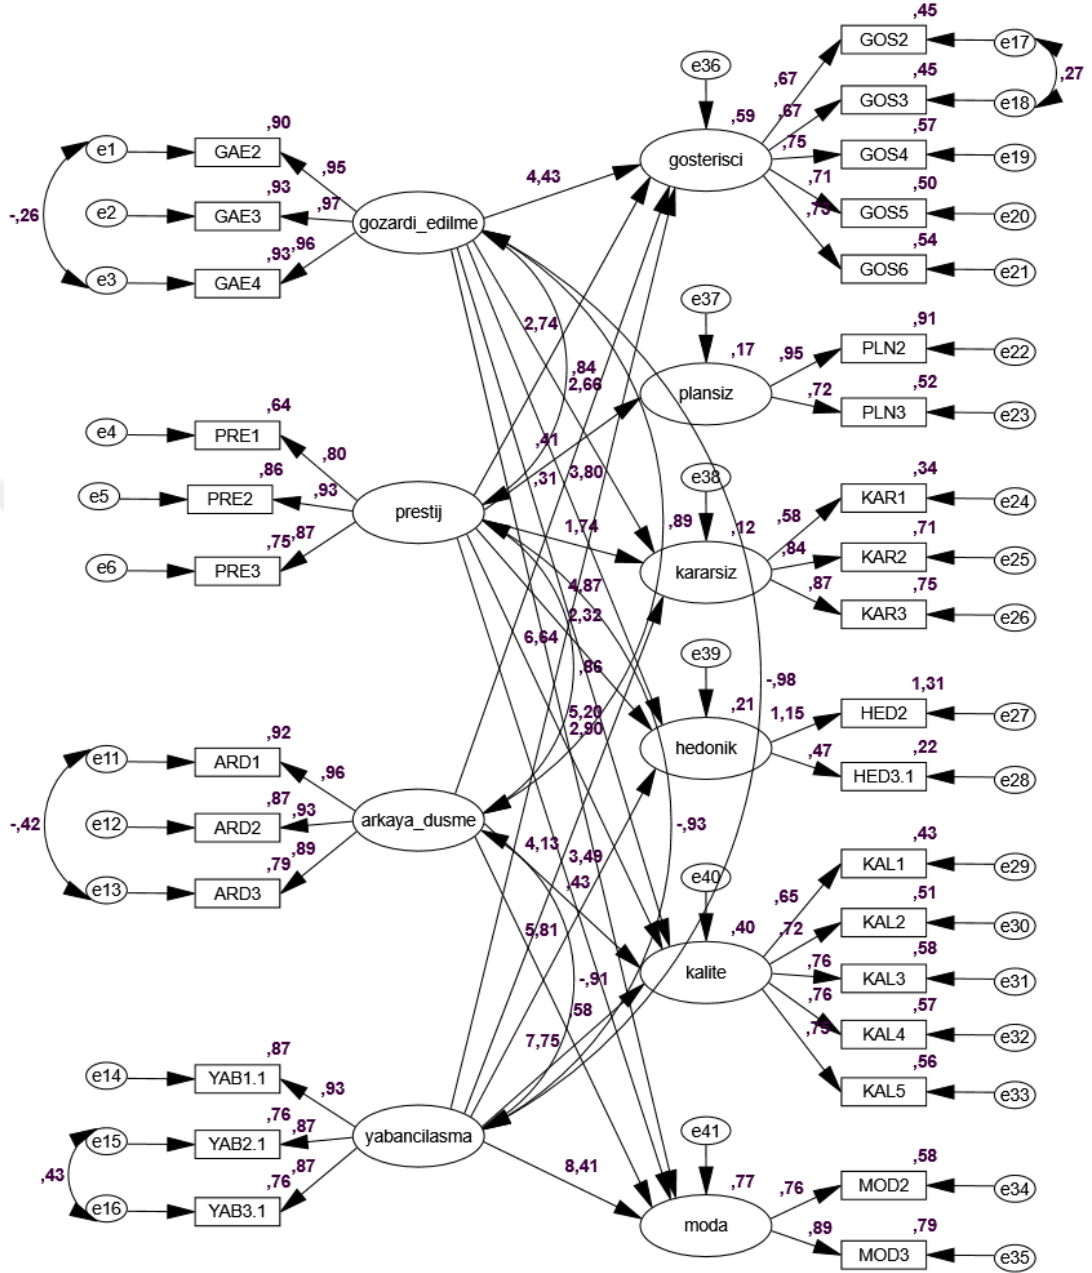 ,45
GOS2
e17
,27
e36
,67
,45
GOS3
e18
,67
,59
,57
GOS4
e19
,75
gosterisci
,50
GOS5
e20
,71
,73
,54
GOS6
e21
,90
e1
GAE2
,95
4,43
-,26
,93
e2
GAE3
,97
gozardi_edilme
,93
,96
e3
GAE4
e37
2,74
,17
,95
,91
PLN2
e22
,84
2,66
plansiz
,72
,52
PLN3
e23
,64
e4
PRE1
,80
,41
,31
3,80
,86
e5
PRE2
,93
prestij
e38
,34
KAR1
e24
,58
1,74
,89
,12
,71
KAR2
e25
,84
,75
,87
e6
PRE3
kararsiz
,87
,75
KAR3
e26
4,87
2,32
6,64
e39
,86
-,98
,21
1,15
1,31
HED2
e27
5,20
2,90
hedonik
,47
,22
HED3.1
e28
e11
,92
ARD1
,96
-,42
,87
e12
ARD2
,93
arkaya_dusme
-,93
,79
,89
e13
ARD3
4,13
3,49
,43
e40
,43
KAL1
e29
,65
,51
KAL2
e30
5,81
,40
,72
kalite
,58
KAL3
e31
,76
-,91
,58
,57
KAL4
e32
,76
7,75
,56
KAL5
e33
,87
e14
YAB1.1
,93
,43
,76
e15
YAB2.1
,87
yabancilasma
e41
,76
,87
e16
YAB3.1
8,41
,77
,76
,58
MOD2
e34
moda
,89
,79
MOD3
e35